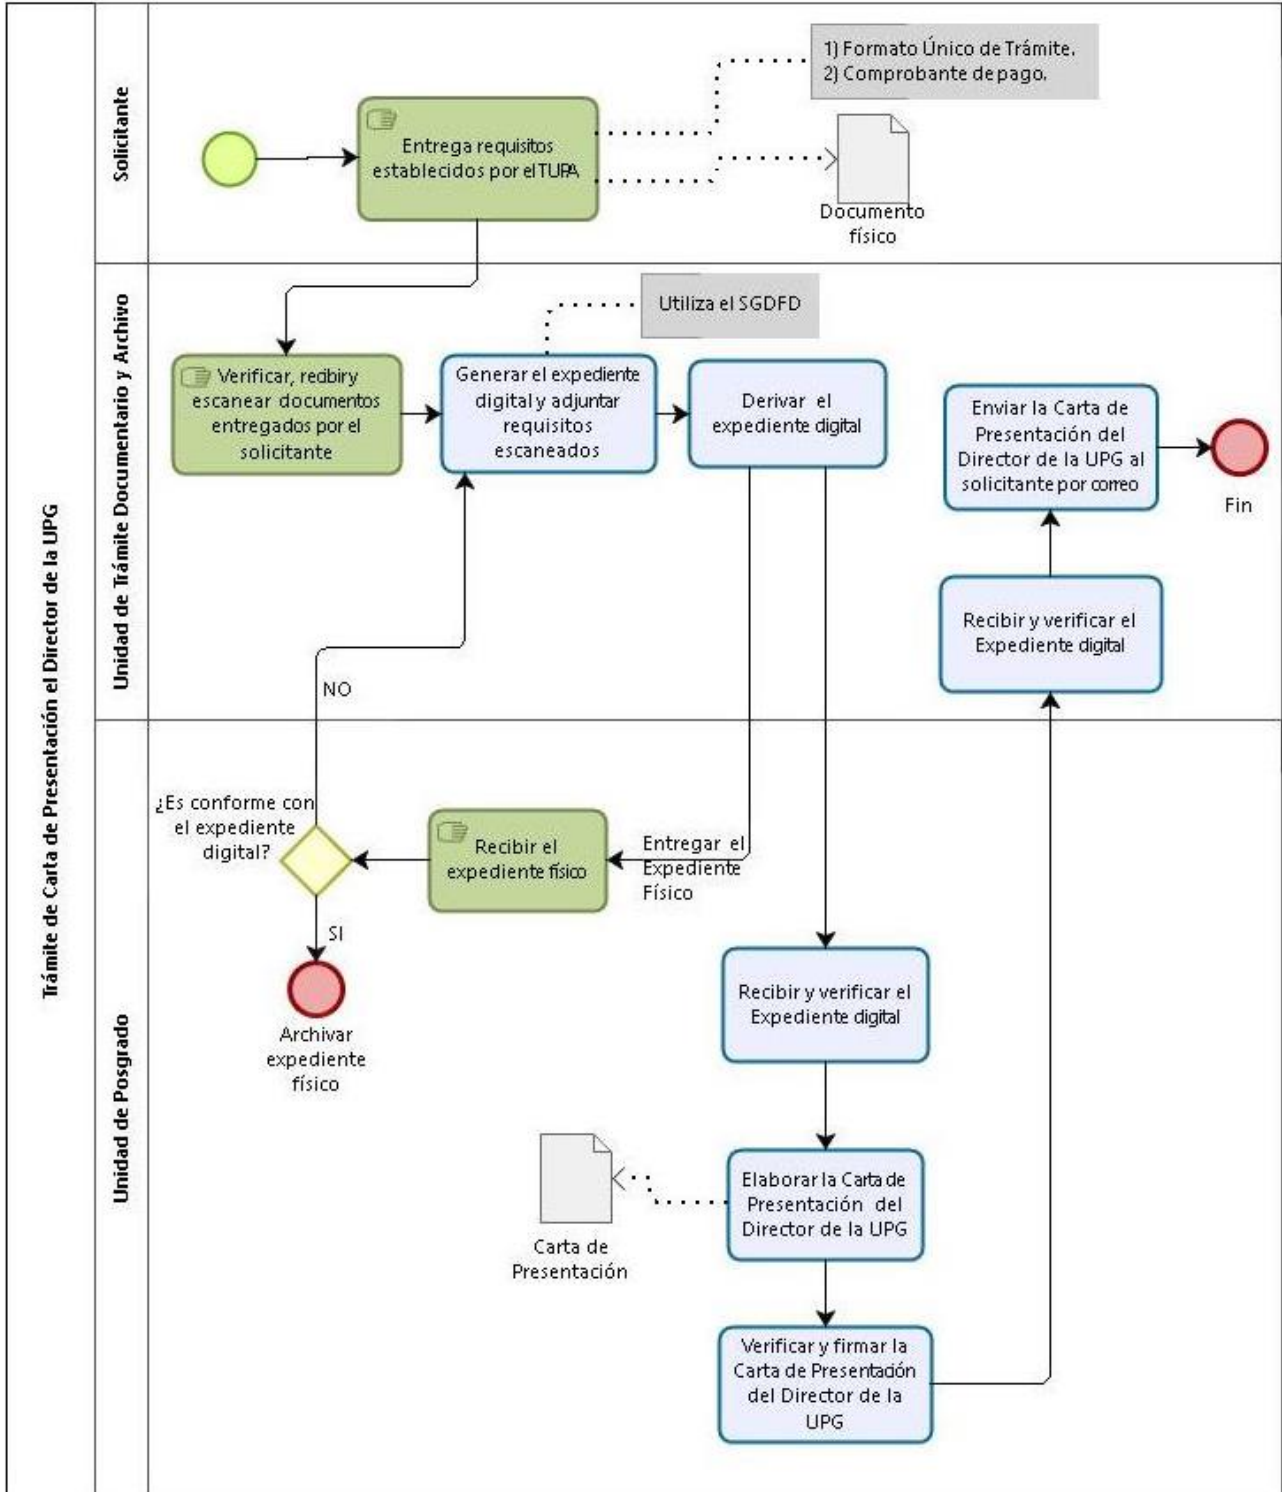 Trámite de Carta de Presentación el Director de la UPG
Solicitante
1) Formato Único de Trámite.
2) Comprobante de pago.
Entrega requisitos
establecidos por el TUPA
Documento
físico
Unidad de Trámite Documentario y Archivo
Utiliza el SGDFD
Verificar, recibir y
escanear documentos
entregados por el
solicitante
Generar el expediente
digital y adjuntar
requisitos
escaneados
Derivar el
expediente digital
Enviar la Carta de
Presentación del
Director de la UPG al
solicitante por correo
Fin
Recibir y verificar el
Expediente digital
NO
Unidad de Posgrado
¿Es conforme con
el expediente
digital?
Recibir el
expediente físico
Entregar el
Expediente
Físico
SI
Archivar
expediente
físico
Recibir y verificar el
Expediente digital
Elaborar la Carta de
Presentación del
Director de la UPG
Carta de
Presentación
Verificar y firmar la
Carta de Presentación
del Director de la
UPG